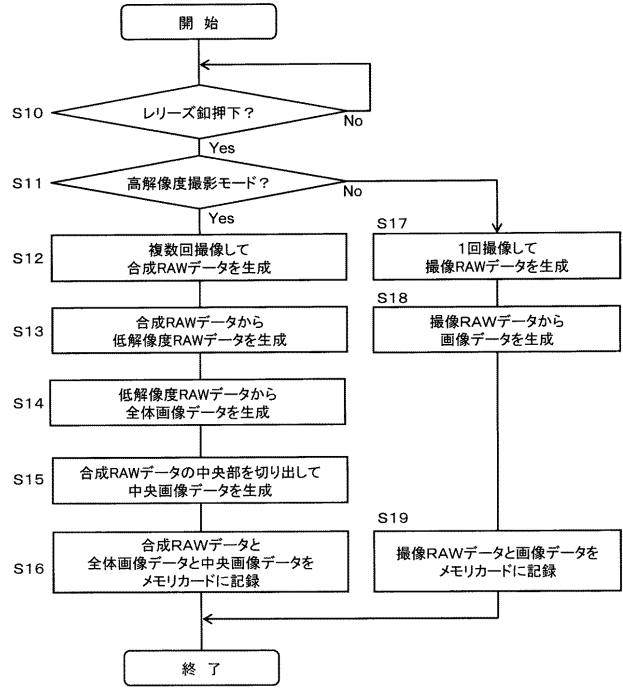 開 始
S10
レリーズ釦押下？
No
Yes
S11
高解像度撮影モード？
No
Yes
S12
複数回撮像して
合成RAWデータを生成
S13
合成RAWデータから
低解像度RAWデータを生成
S14
低解像度RAWデータから
全体画像データを生成
S15
合成RAWデータの中央部を切り出して
中央画像データを生成
S16
合成RAWデータと
全体画像データと中央画像データを
メモリカードに記録
S17
1回撮像して
撮像RAWデータを生成
S18
撮像RAWデータから
画像データを生成
S19
撮像RAWデータと画像データを
メモリカードに記録
終 了